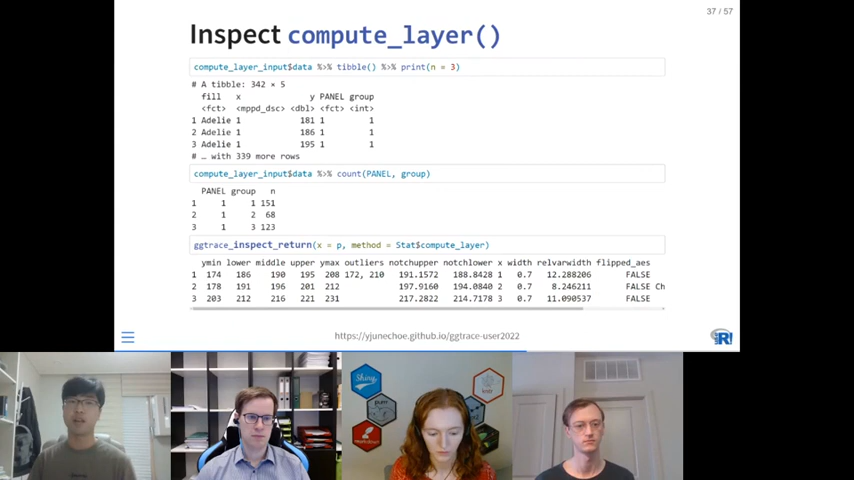 37 / 57
Inspect compute_layer()
compute_layer_input$data %>% tibble() %>% print(n = 3)
# A tibble: 342 × 5
fill x y PANEL group
<fct> <mppd_dsc> <dbl> <fct> <int>
1 Adelie 1 181 1 1
2 Adelie 1 186 1 1
3 Adelie 1 195 1 1
# … with 339 more rows
compute_layer_input$data %>% count(PANEL, group)
PANEL group n
1 1 1 151
2 1 2 68
3 1 3 123
ggtrace_inspect_return(x = p, method = Stat$compute_layer)
ymin lower middle upper ymax outliers notchupper notchlower x width relvarwidth flipped_aes
1 174 186 190 195 208 172, 210 191.1572 188.8428 1 0.7 12.288206 FALSE
2 178 191 196 201 212 197.9160 194.0840 2 0.7 8.246211 FALSE Ch
3 203 212 216 221 231 217.2822 214.7178 3 0.7 11.090537 FALSE
https://yjunechoe.github.io/ggtrace-user2022
R!
Shiny
purrr